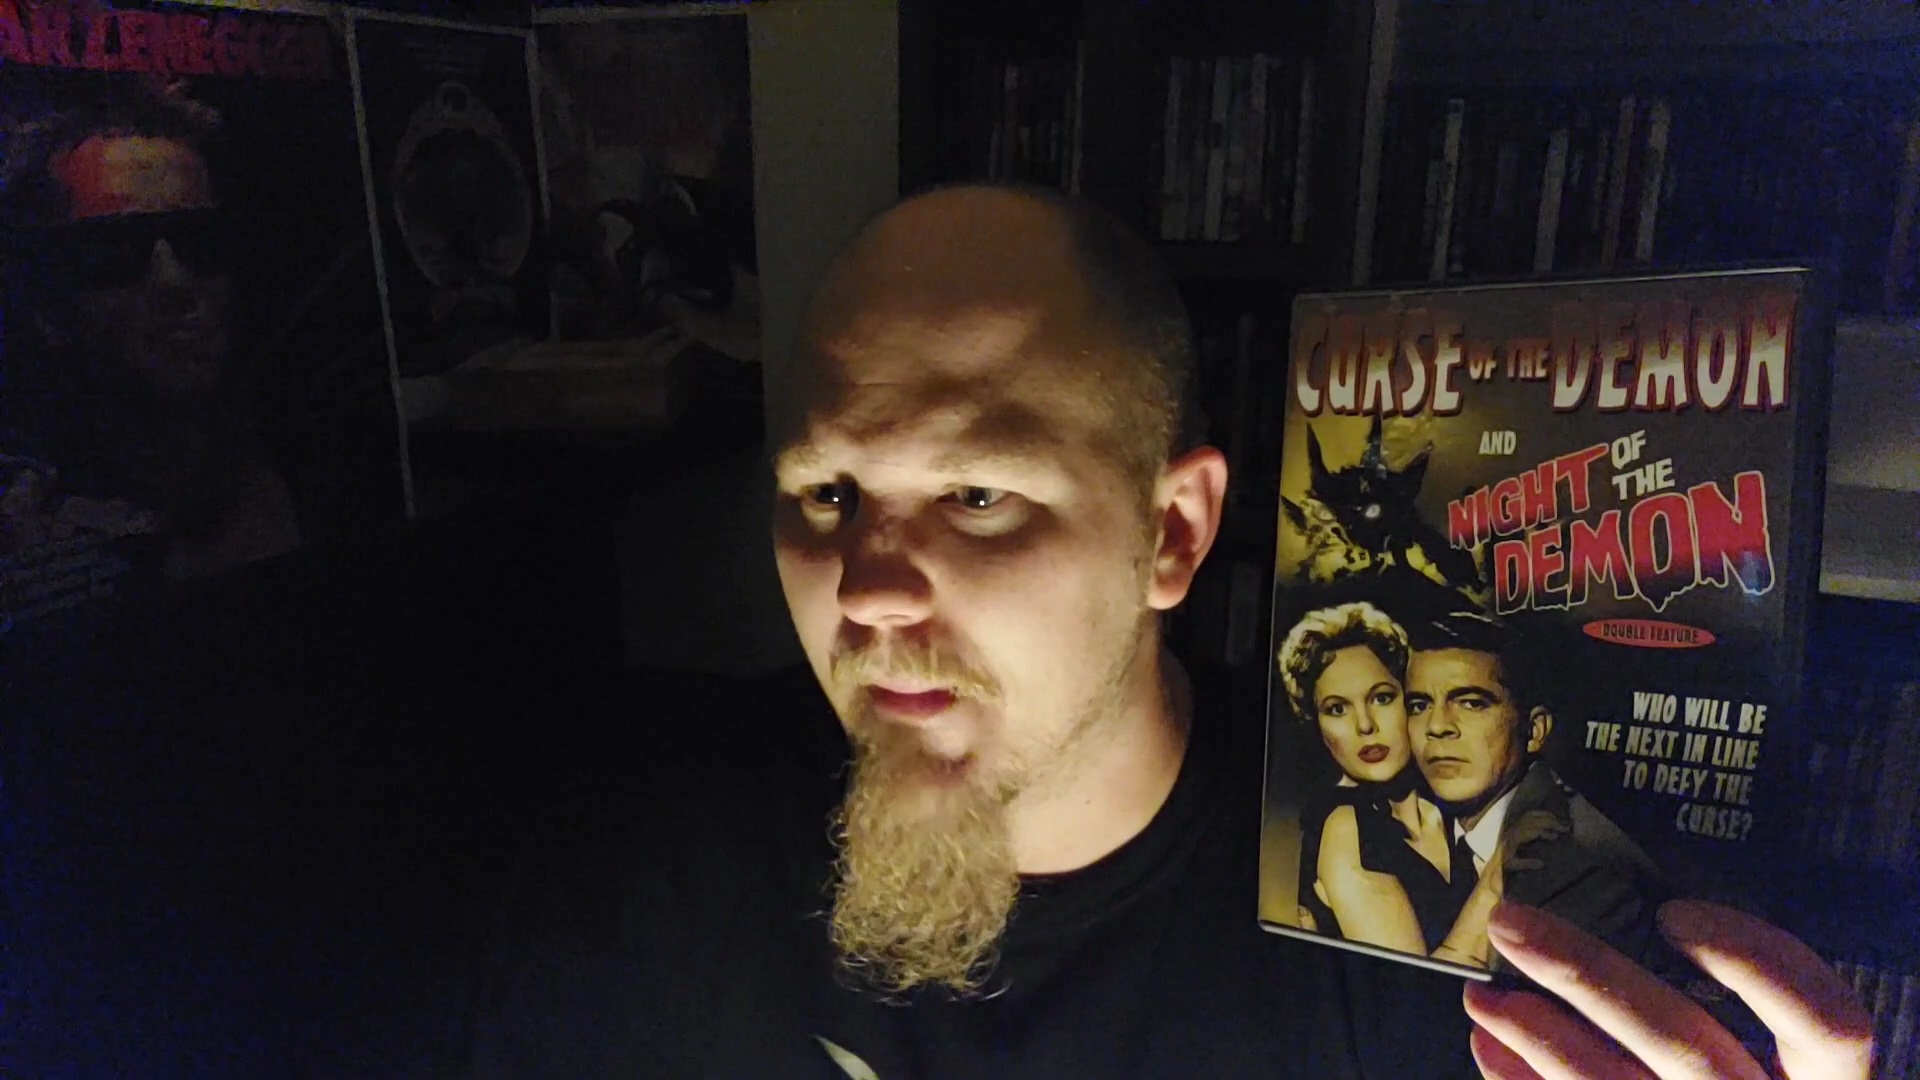 CURSE OF THE DEMON
AND
NIGHT OF
THE
DEMON
DOUBLE FEATURE
WHO WILL BE
THE NEXT IN LINE
TO DEFY THE
CURSE?